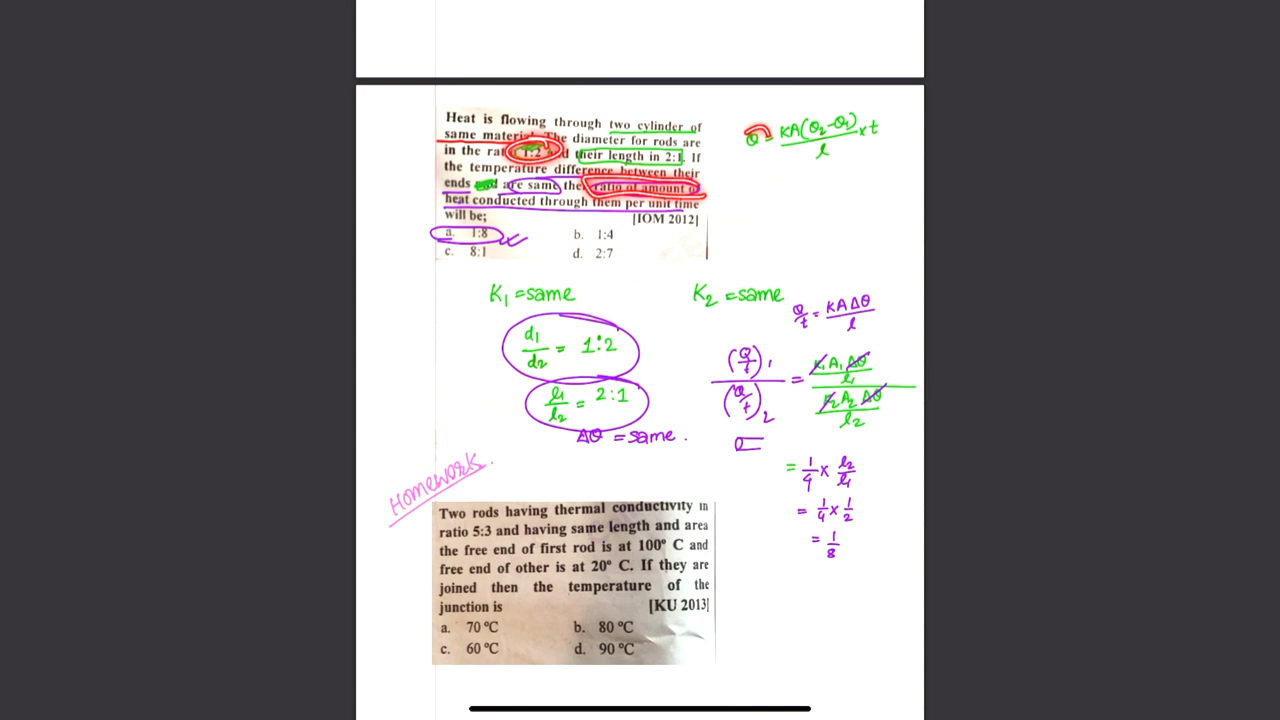 Heat is flowing through two cylinder of
same material. The diameter for rods are
in the ratio 1:2 and their length in 2:1. If
the temperature difference between their
ends are same the ratio of amount of
heat conducted through them per unit time
will be; [IOM 2012]
a. 1:8 b. 1:4
c. 8:1 d. 2:7
Q = KA(θ2-θ1)/l × t
K1 = same
K2 = same
d1/d2 = 1:2
l1/l2 = 2:1
Δθ = same.
Q/t = KAΔθ/l
(Q/t)1 / (Q/t)2 = K1A1Δθ/l1 / K2A2Δθ/l2
= 1/4 × l2/l1
= 1/4 × 1/2
= 1/8
Homework.
Two rods having thermal conductivity in
ratio 5:3 and having same length and area
the free end of first rod is at 100° C and
free end of other is at 20° C. If they are
joined then the temperature of the
junction is [KU 2013]
a. 70 °C b. 80 °C
c. 60 °C d. 90 °C